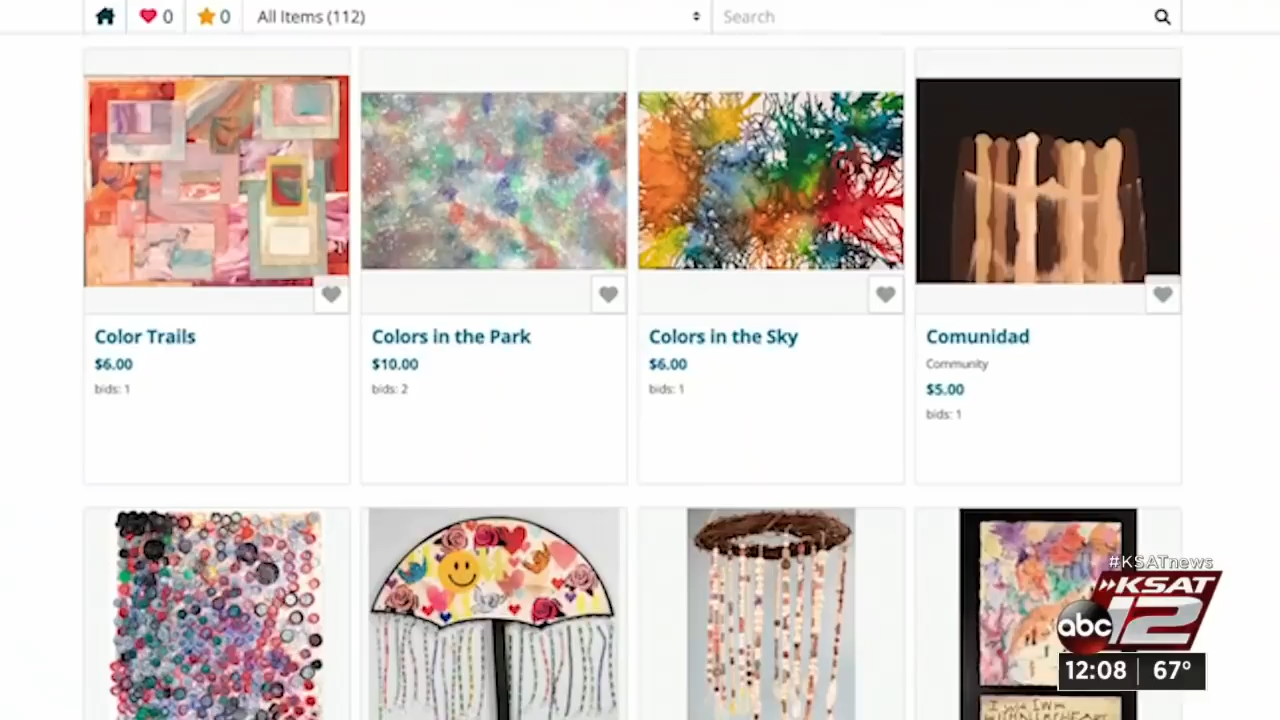 0
0
All Items (112)
Search
Color Trails
$6.00
bids: 1
Colors in the Park
$10.00
bids: 2
Colors in the Sky
$6.00
bids: 1
Comunidad
Community
$5.00
bids: 1
#KSATnews
KSAT
abc 12
12:08 67°